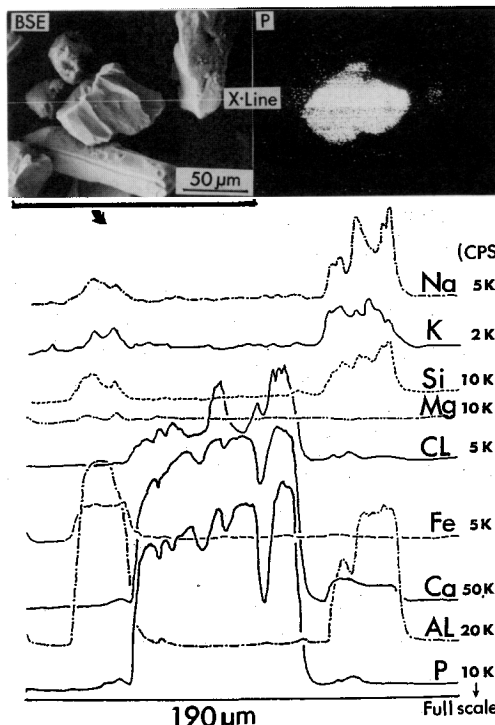 BSE P
X·Line
50 µm
(CPS
Na 5K
K 2K
Si 10K
Mg 10K
CL 5K
Fe 5K
Ca 50K
AL 20K
P 10K
↓
Full scale
190 µm